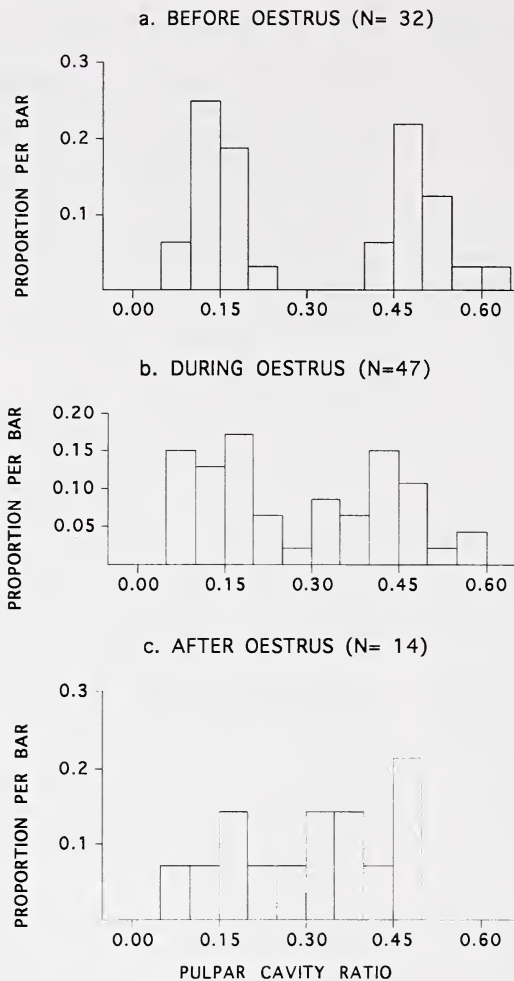 a. BEFORE OESTRUS (N= 32)
PROPORTION PER BAR
0.3
0.2
0.1
0.00 0.15 0.30 0.45 0.60
b. DURING OESTRUS (N=47)
PROPORTION PER BAR
0.20
0.15
0.10
0.05
0.00 0.15 0.30 0.45 0.60
c. AFTER OESTRUS (N= 14)
PROPORTION PER BAR
0.3
0.2
0.1
0.00 0.15 0.30 0.45 0.60
PULPAR CAVITY RATIO